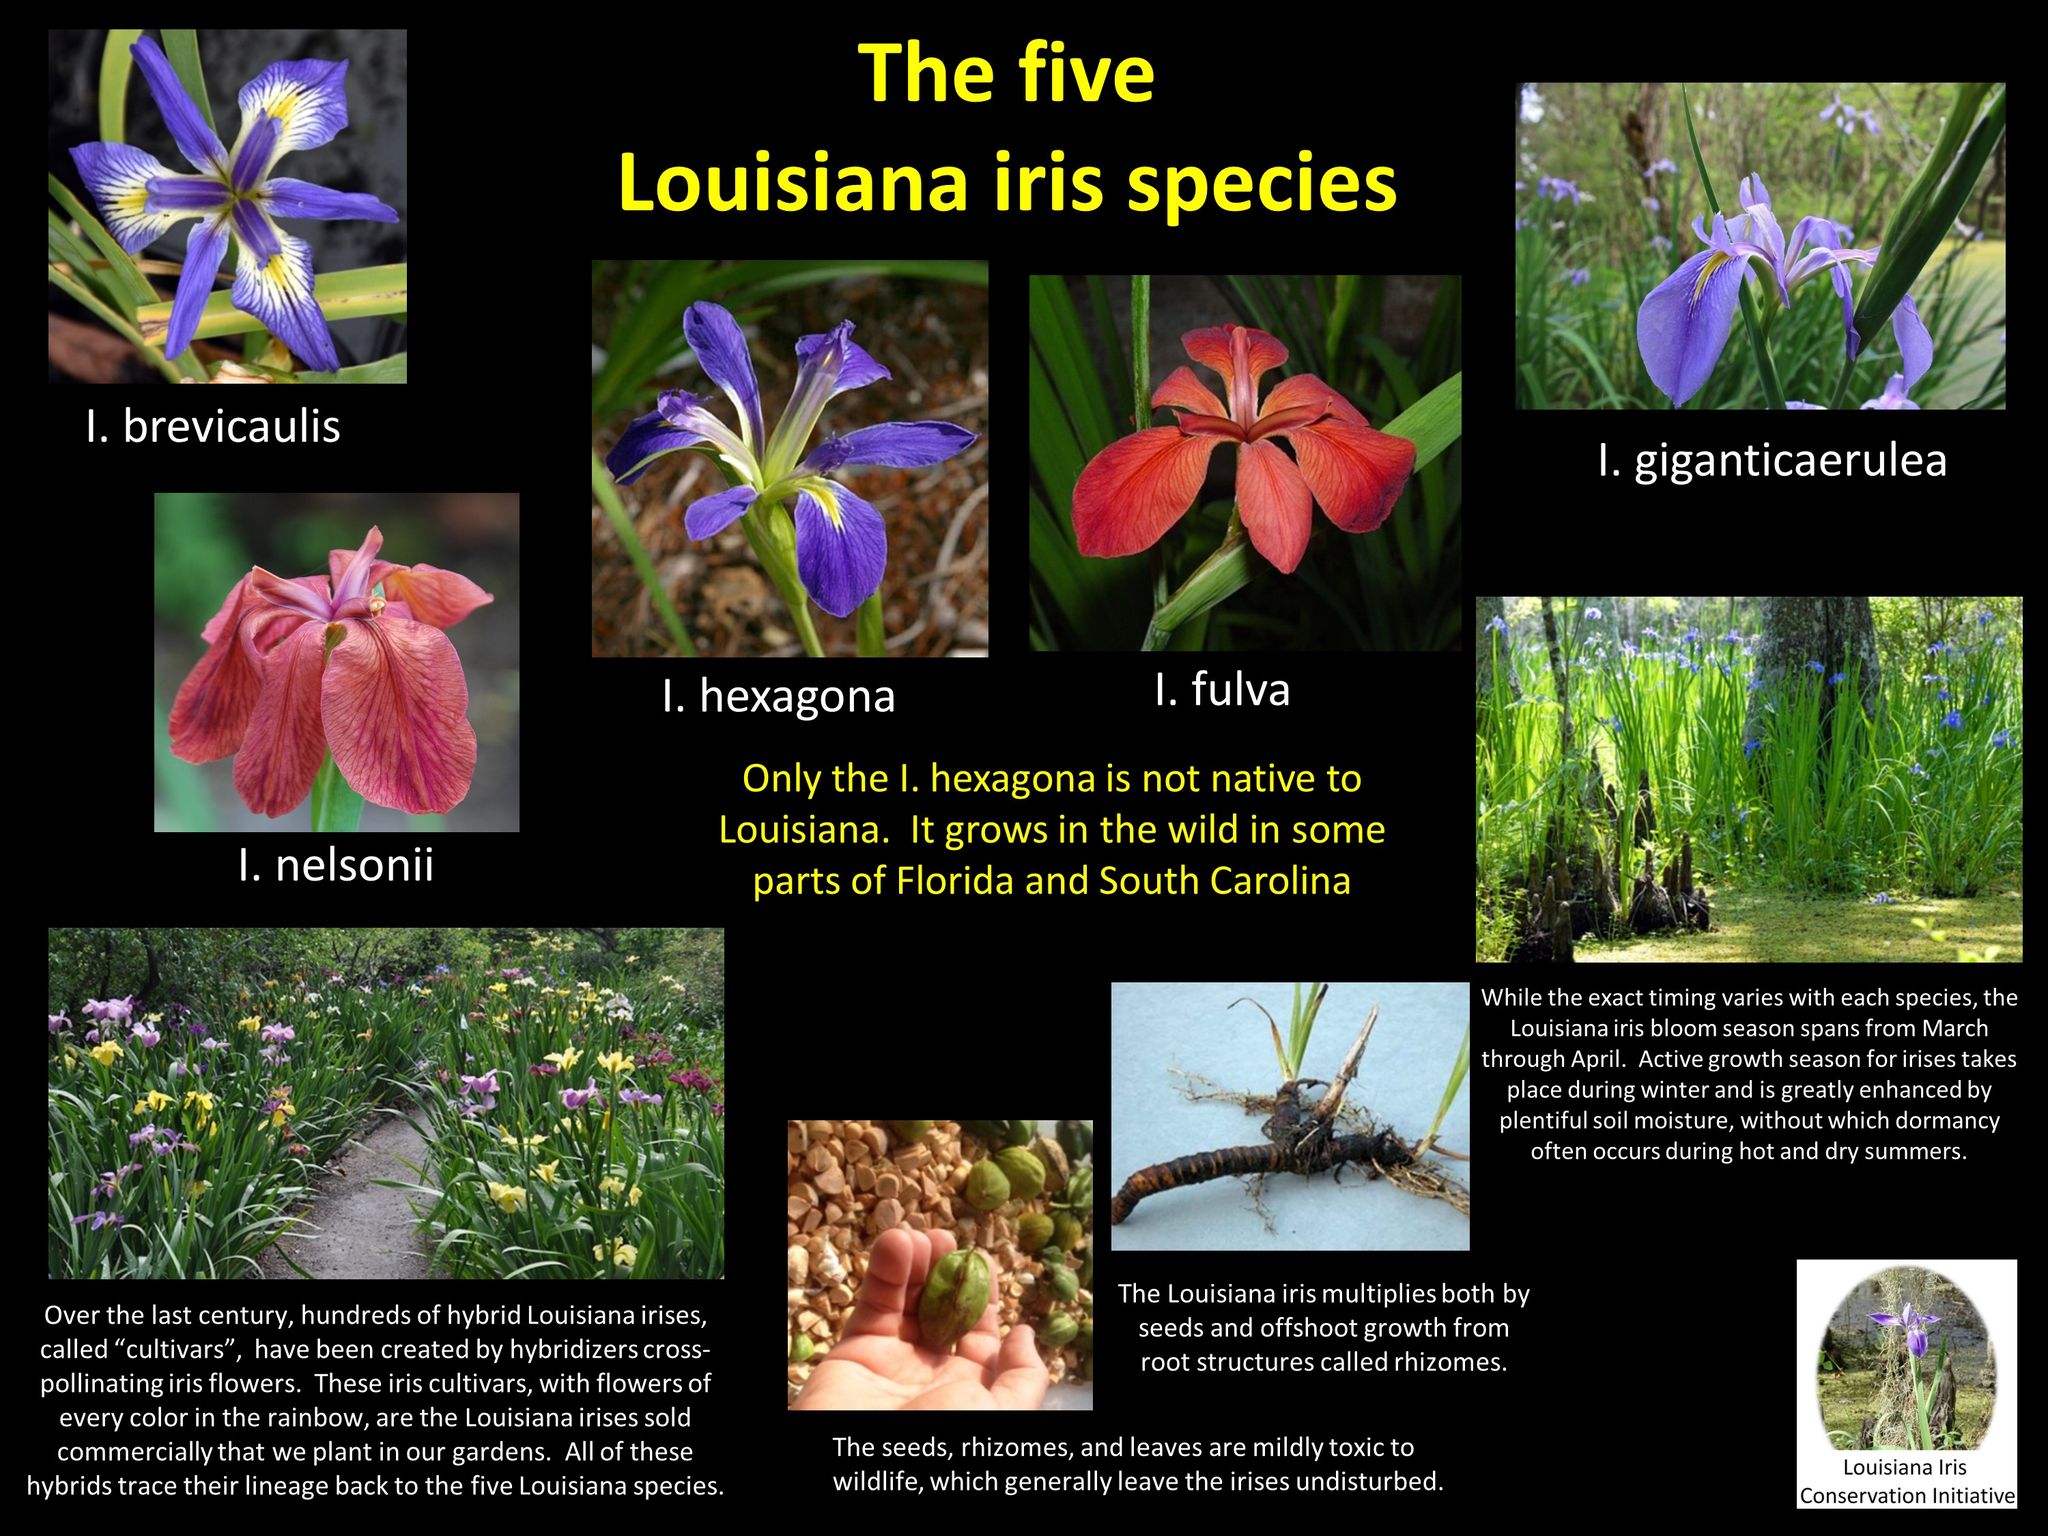 The five
Louisiana iris species
I. brevicaulis
I. giganticaerulea
I. hexagona
I. fulva
I. nelsonii
Only the I. hexagona is not native to
Louisiana.  It grows in the wild in some
parts of Florida and South Carolina
While the exact timing varies with each species, the
Louisiana iris bloom season spans from March
through April.  Active growth season for irises takes
place during winter and is greatly enhanced by
plentiful soil moisture, without which dormancy
often occurs during hot and dry summers.
The Louisiana iris multiplies both by
seeds and offshoot growth from
root structures called rhizomes.
Over the last century, hundreds of hybrid Louisiana irises,
called “cultivars”,  have been created by hybridizers cross-
pollinating iris flowers.  These iris cultivars, with flowers of
every color in the rainbow, are the Louisiana irises sold
commercially that we plant in our gardens.  All of these
hybrids trace their lineage back to the five Louisiana species.
The seeds, rhizomes, and leaves are mildly toxic to
wildlife, which generally leave the irises undisturbed.
Louisiana Iris
Conservation Initiative